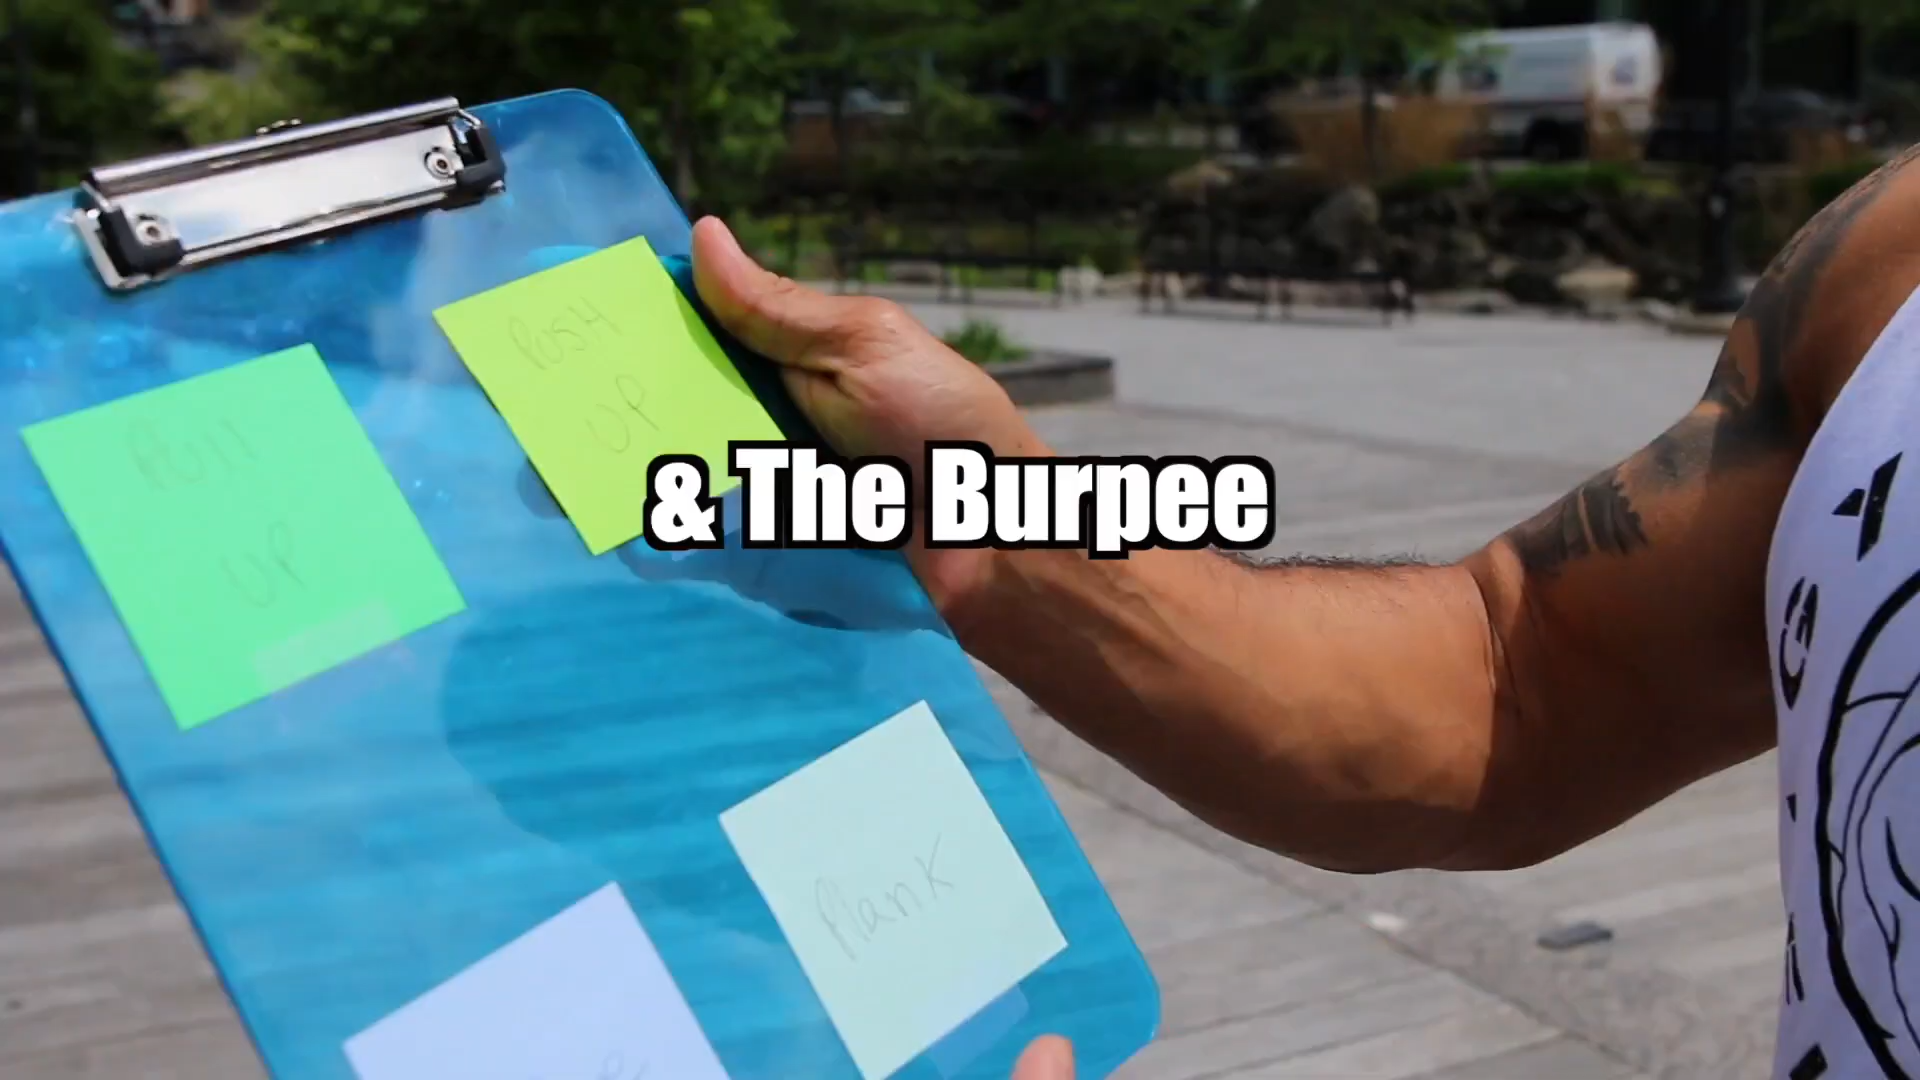 PUSH
UP
PUll
UP
& The Burpee
Plank